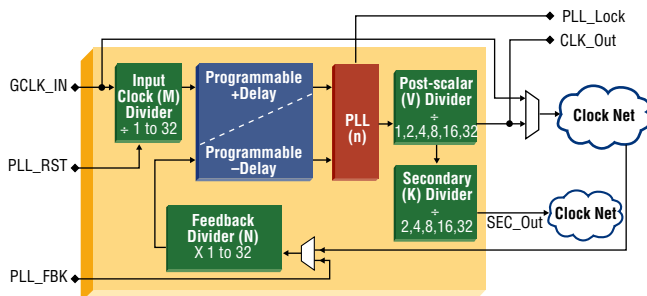 PLL_Lock
CLK_Out
GCLK_IN
Input
Clock (M)
Divider
÷ 1 to 32
Programmable
+Delay
Programmable
–Delay
PLL
(n)
Post-scalar
(V) Divider
÷
1,2,4,8,16,32
Clock Net
PLL_RST
Secondary
(K) Divider
÷
2,4,8,16,32
SEC_Out
Clock Net
Feedback
Divider (N)
X 1 to 32
PLL_FBK